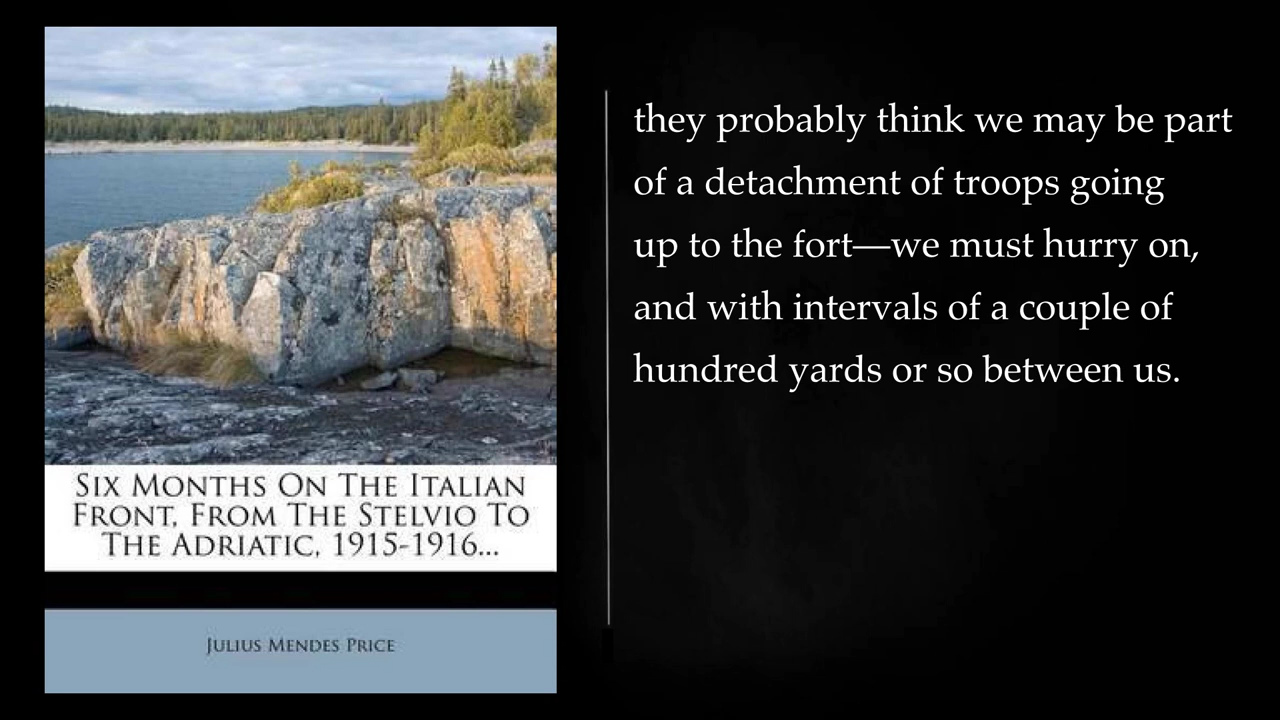 they probably think we may be part
of a detachment of troops going
up to the fort—we must hurry on,
and with intervals of a couple of
hundred yards or so between us.
Six Months On The Italian
Front, From The Stelvio To
The Adriatic, 1915-1916...
Julius Mendes Price